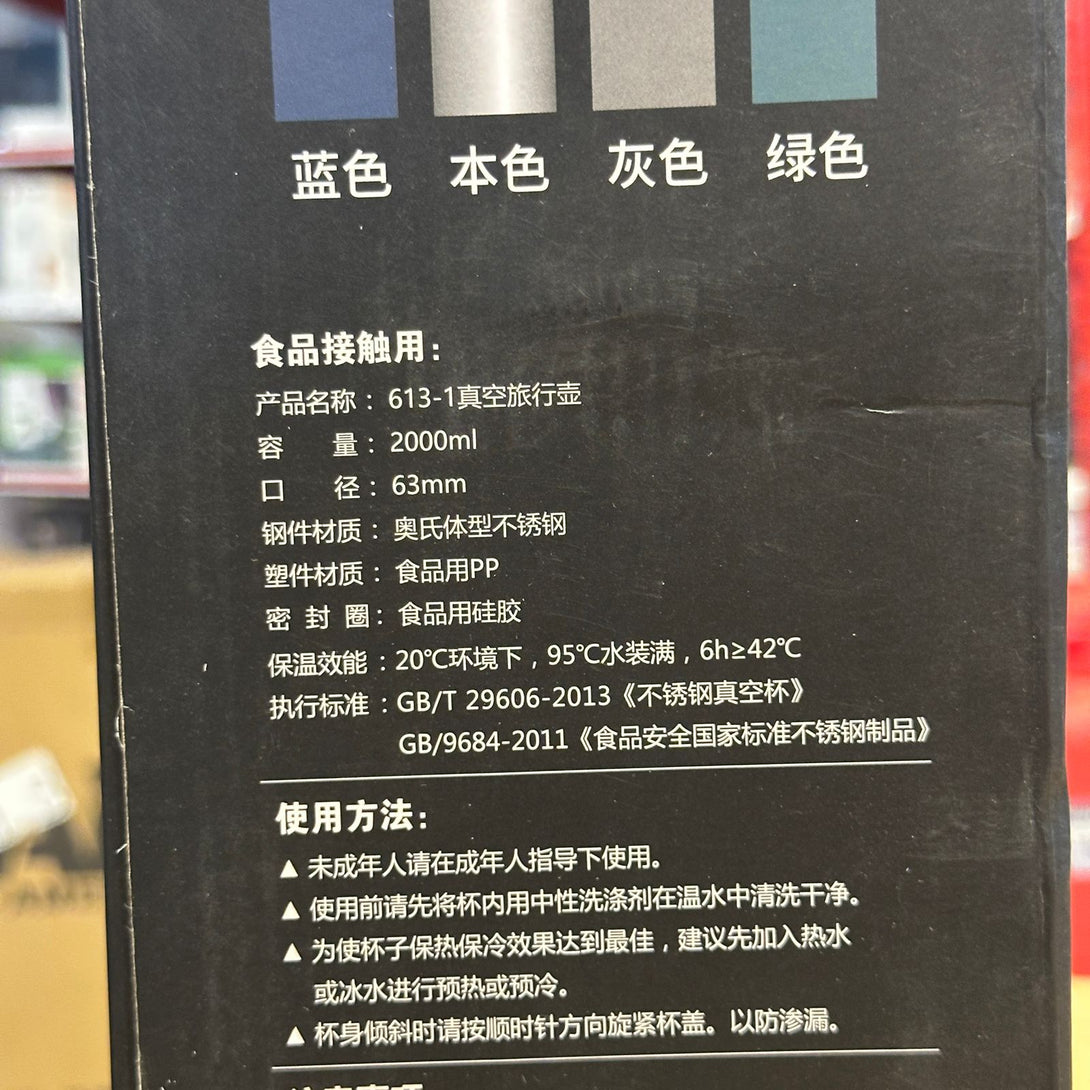 蓝色 本色 灰色 绿色
食品接触用:
产品名称: 613-1真空旅行壶
容 量: 2000ml
口 径: 63mm
钢件材质: 奥氏体型不锈钢
塑件材质: 食品用PP
密 封 圈: 食品用硅胶
保温效能:20℃环境下,95℃水装满,6h≥42℃
执行标准:GB/T 29606-2013《不锈钢真空杯》
GB/9684-2011《食品安全国家标准不锈钢制品》
使用方法:
▲ 未成年人请在成年人指导下使用。
▲ 使用前请先将杯内用中性洗涤剂在温水中清洗干净。
▲ 为使杯子保热保冷效果达到最佳,建议先加入热水
或冰水进行预热或预冷。
▲ 杯身倾斜时请按顺时针方向旋紧杯盖。以防渗漏。